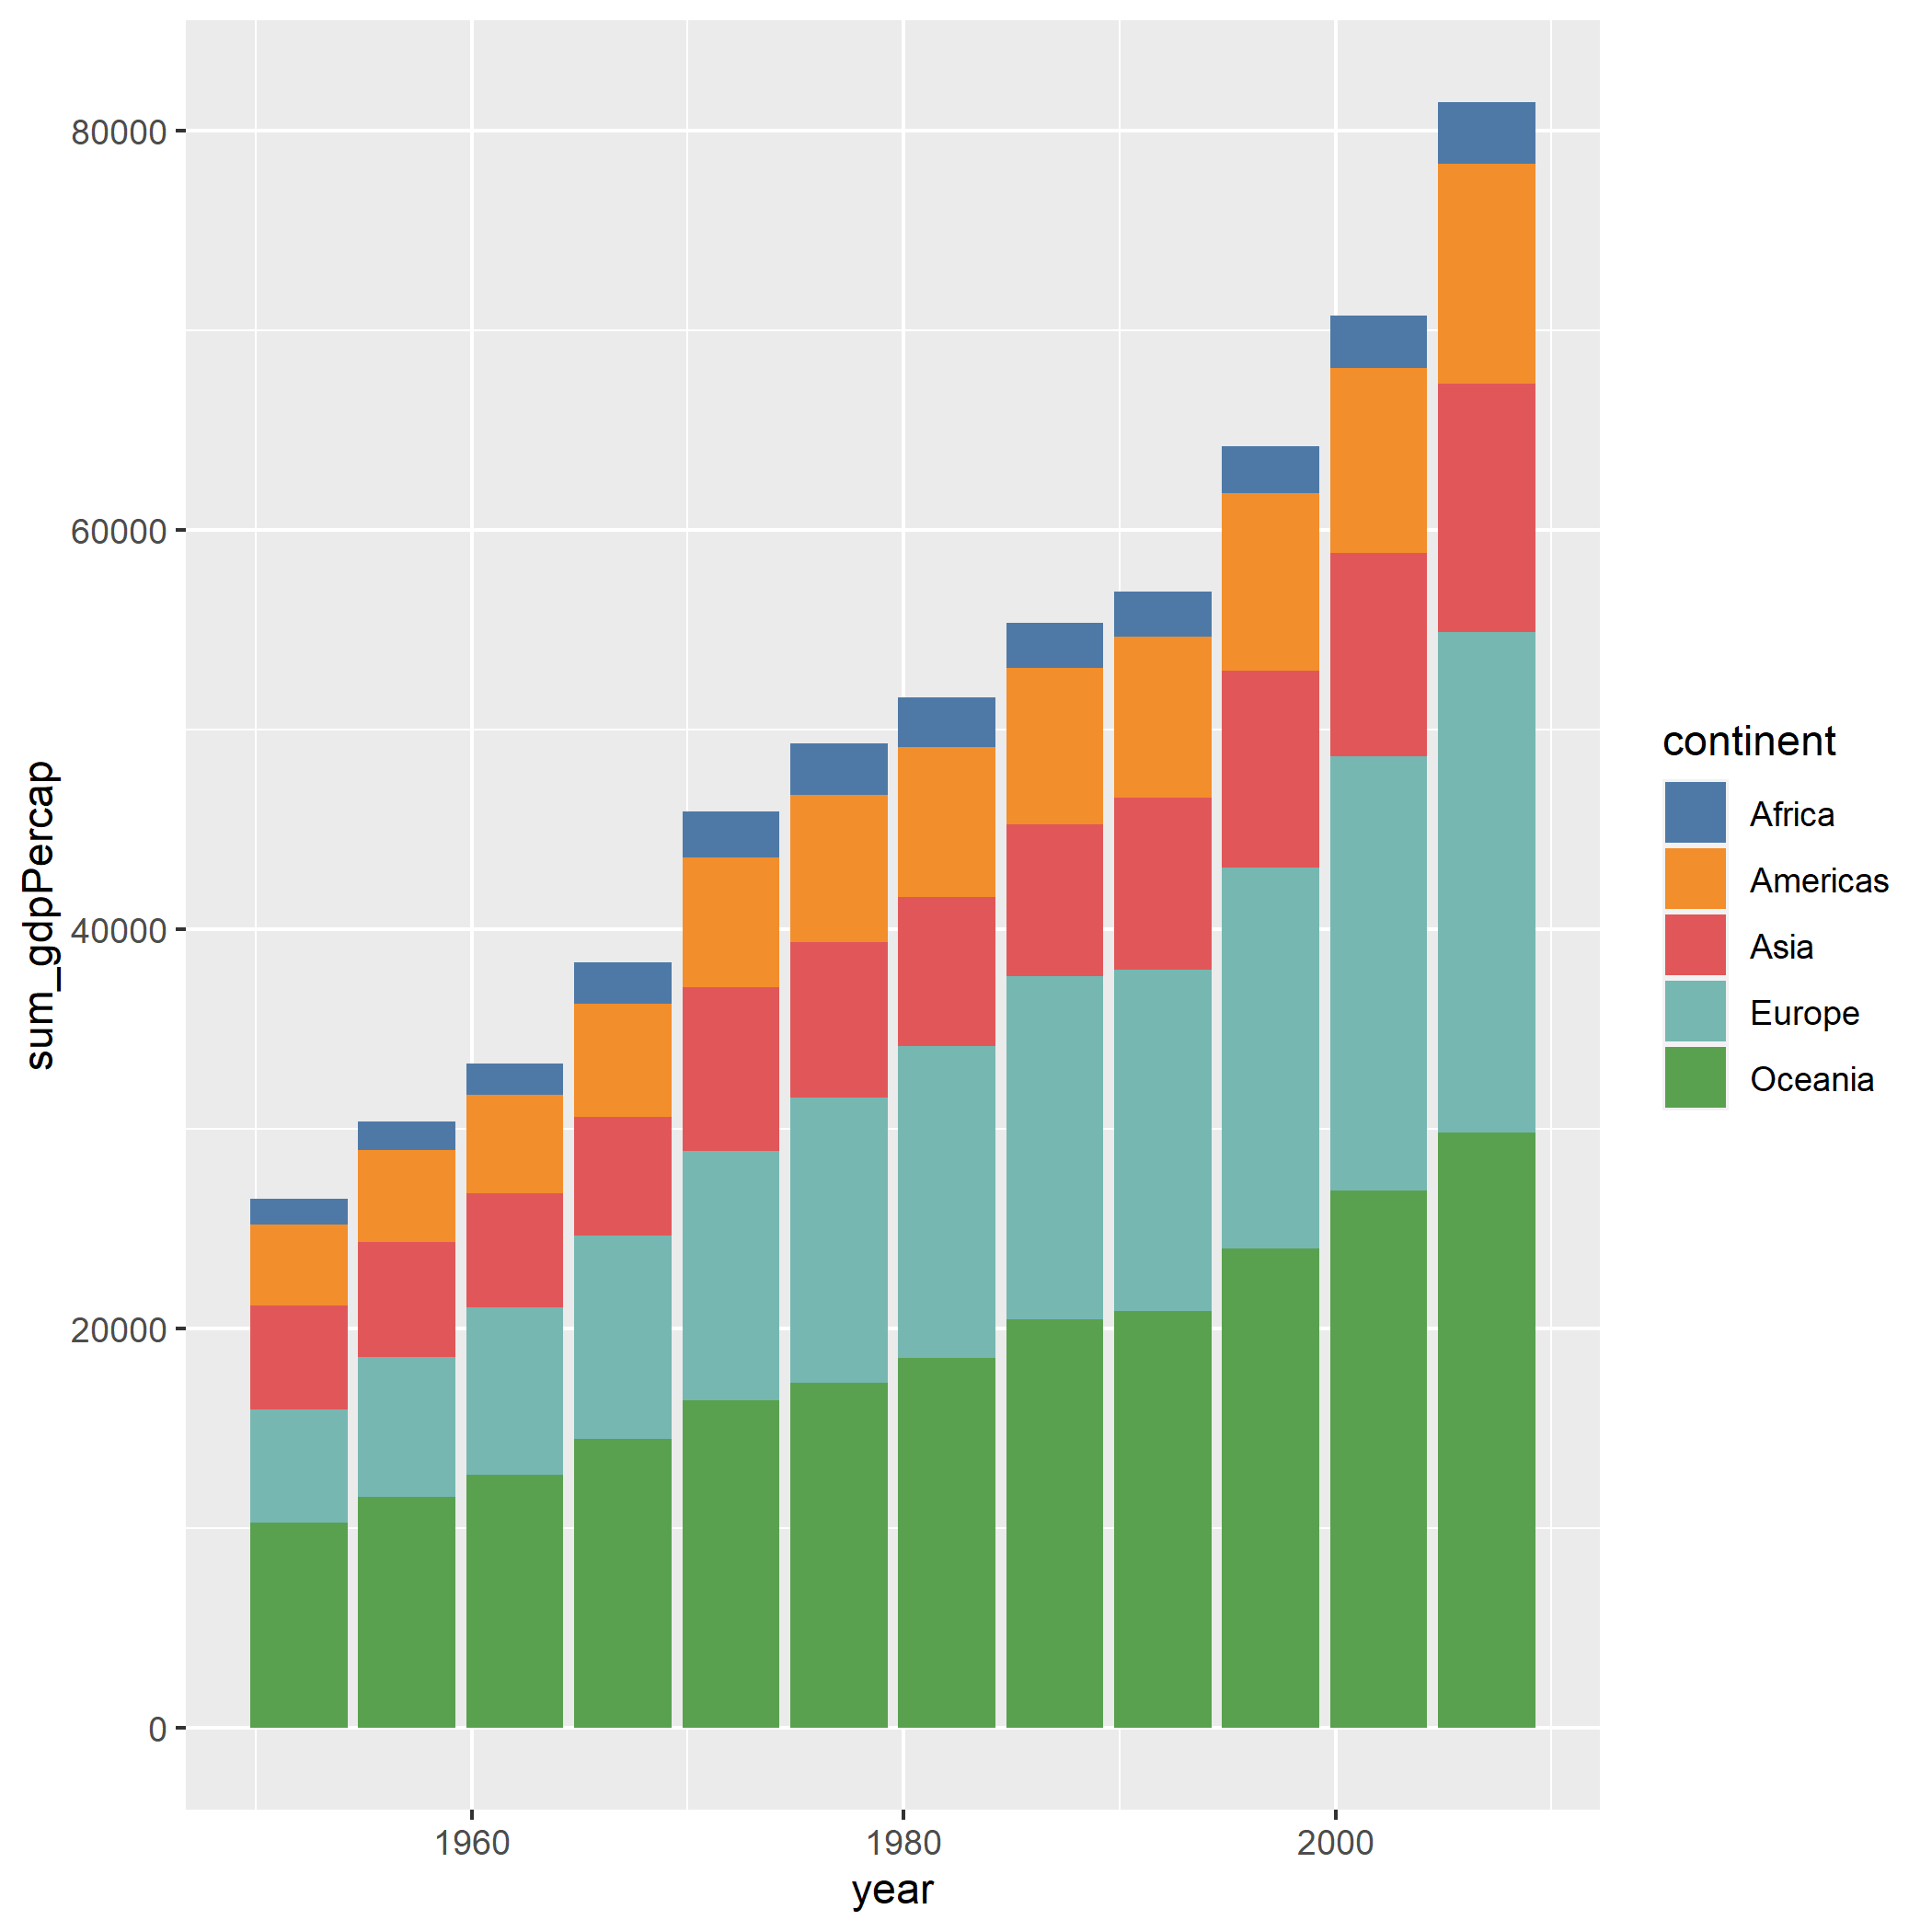 80000
60000
40000
20000
0
sum_gdpPercap
1960
1980
2000
year
continent
Africa
Americas
Asia
Europe
Oceania